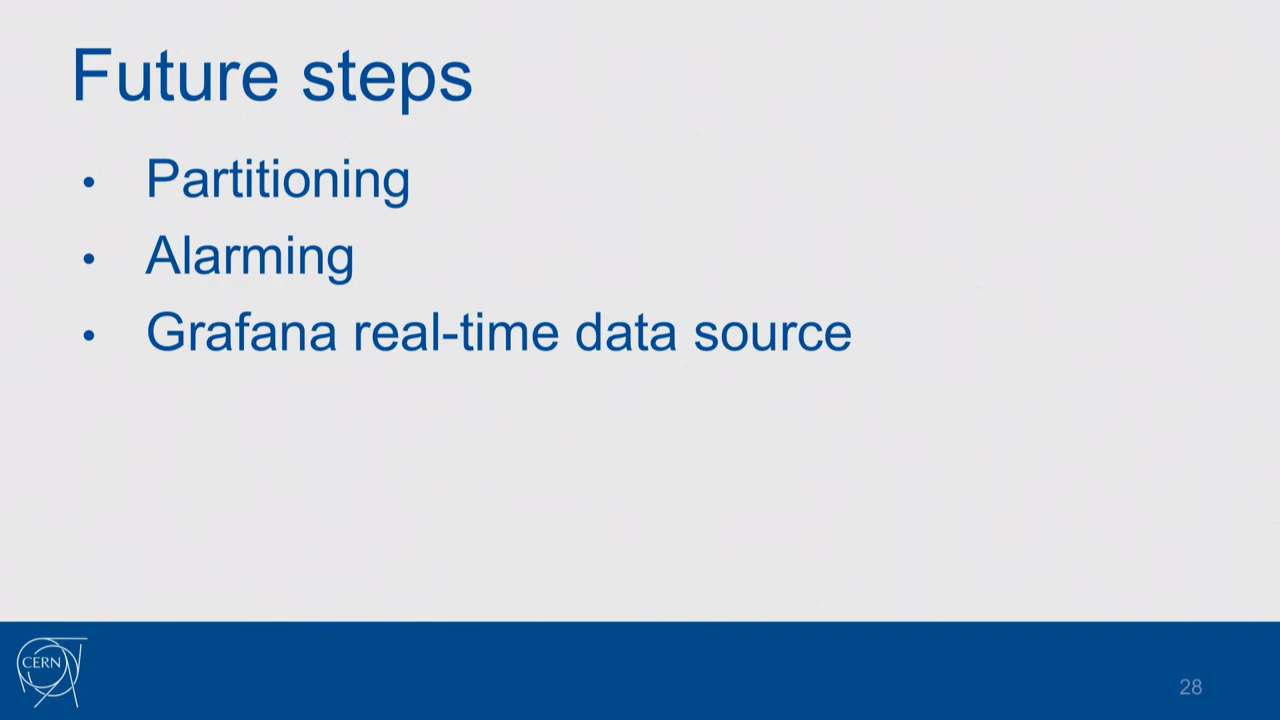 Future steps
• Partitioning
• Alarming
• Grafana real-time data source
CERN
28